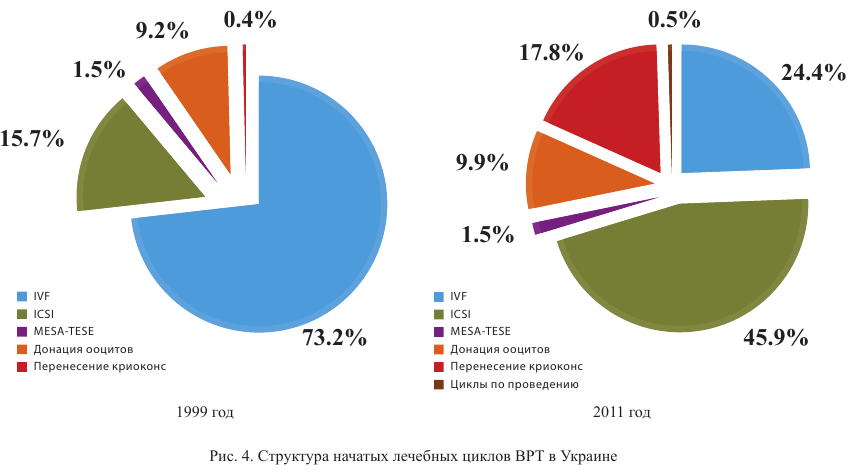 0.4%
9.2%
1.5%
15.7%
73.2%
IVF
ICSI
MESA-TESE
Донация ооцитов
Перенесение криоконс
1999 год
0.5%
17.8%
24.4%
9.9%
1.5%
45.9%
IVF
ICSI
MESA-TESE
Донация ооцитов
Перенесение криоконс
Циклы по проведению
2011 год
Рис. 4. Структура начатых лечебных циклов ВРТ в Украине